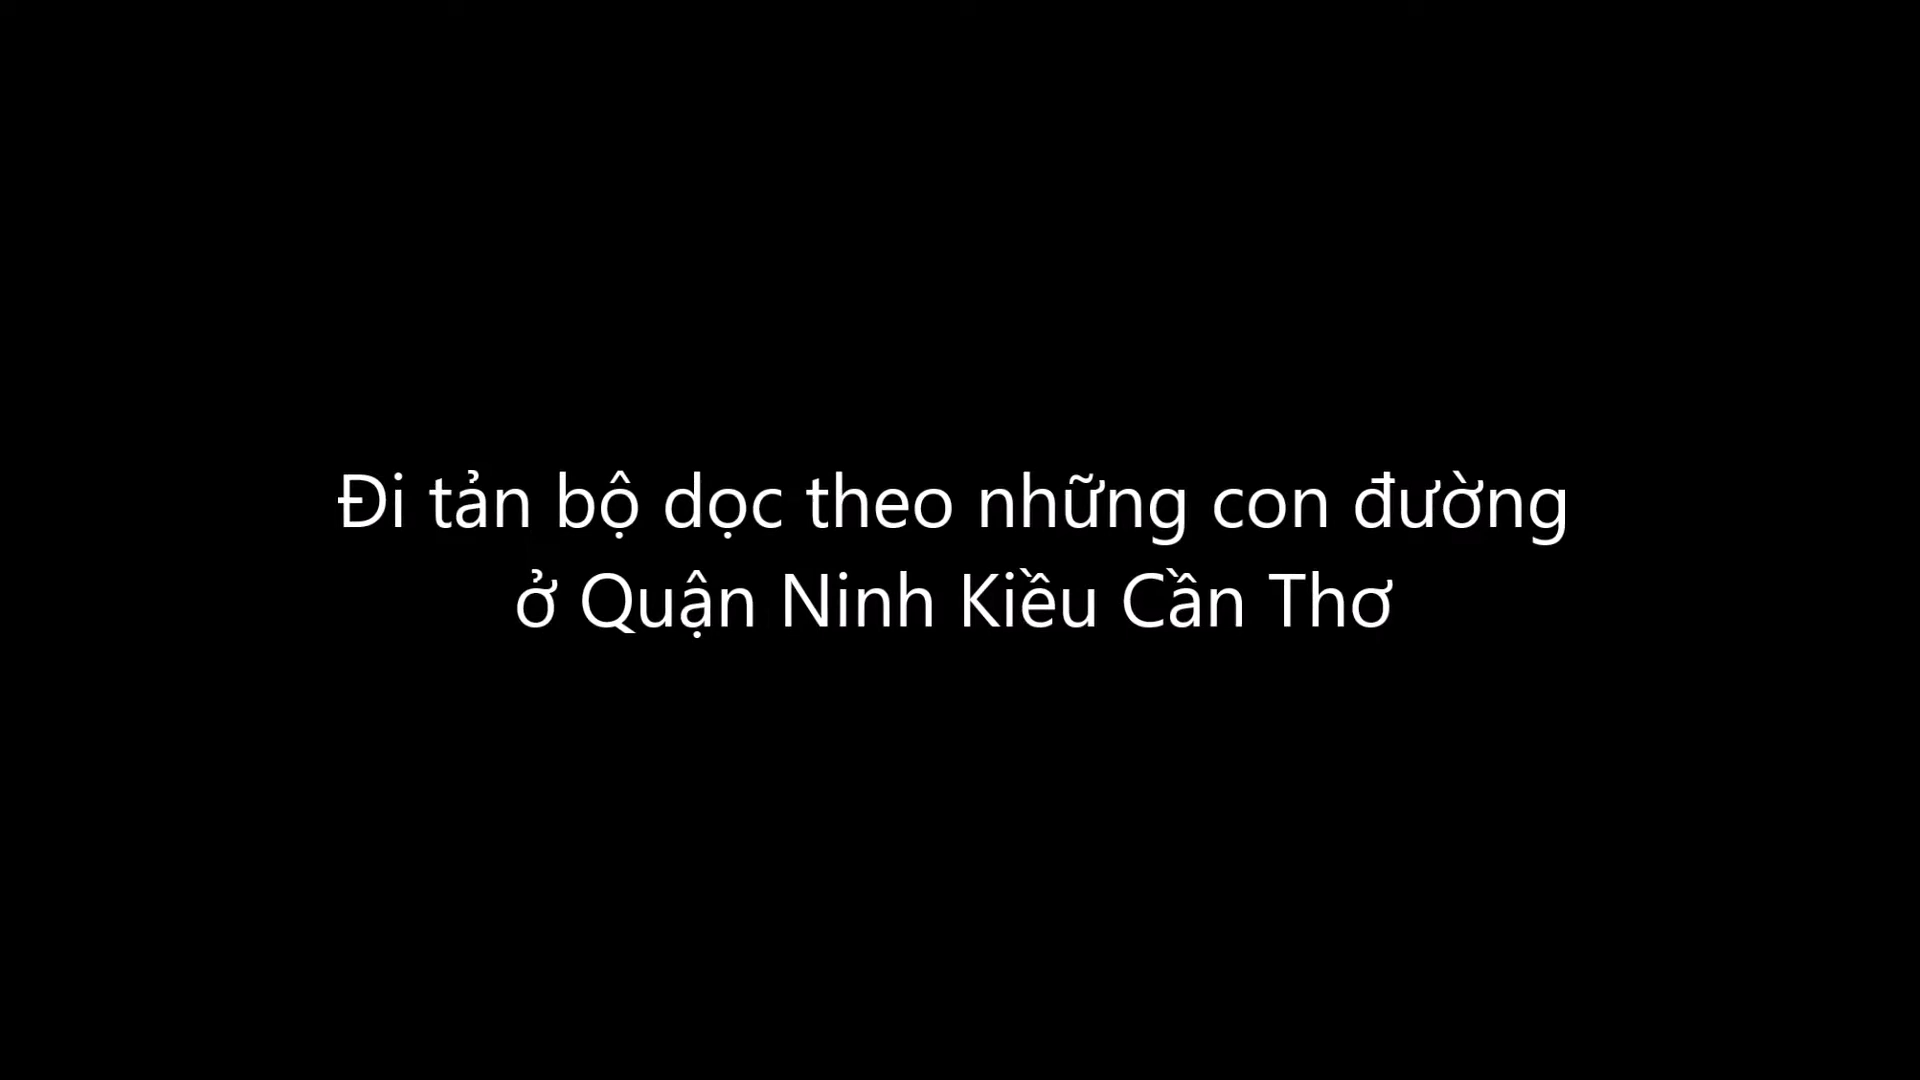 Đi tản bộ dọc theo những con đường
ở Quận Ninh Kiều Cần Thơ